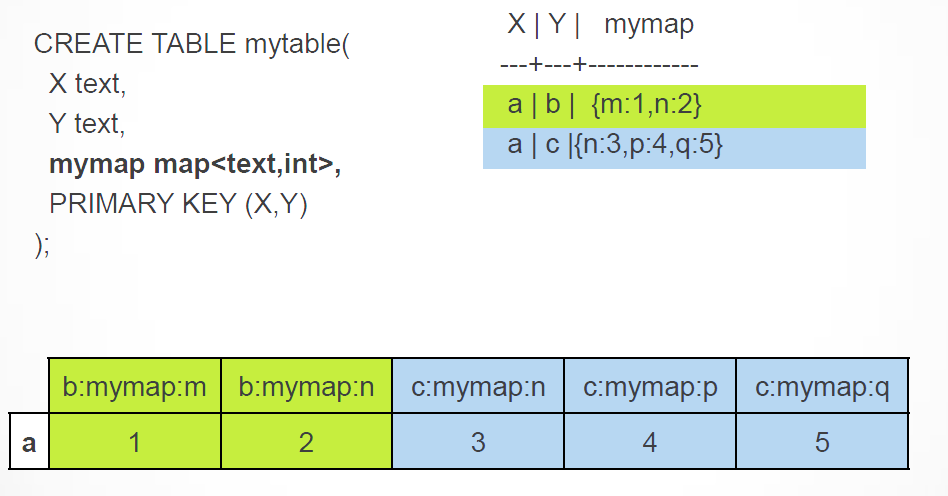 CREATE TABLE mytable(
X text,
Y text,
mymap map<text,int>,
PRIMARY KEY (X,Y)
);
X | Y | mymap
---+---+------------
a | b | {m:1,n:2}
a | c |{n:3,p:4,q:5}
b:mymap:m b:mymap:n c:mymap:n c:mymap:p c:mymap:q
a 1 2 3 4 5